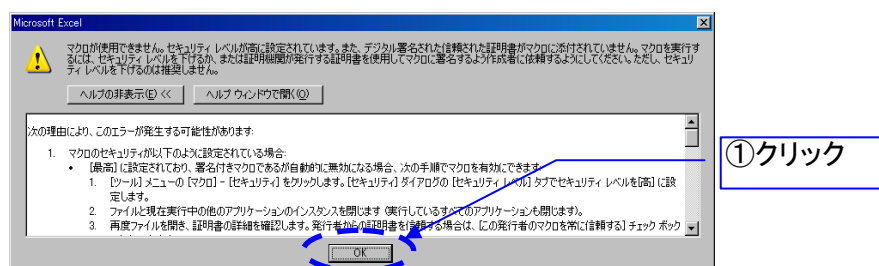 Microsoft Excel
マクロが使用できません。セキュリティ レベルが高に設定されています。また、デジタル署名された信頼された証明書がマクロに添付されていません。マクロを実行す
るには、セキュリティ レベルを下げるか、または証明機関が発行する証明書を使用してマクロに署名するよう作成者に依頼するようにしてください。ただし、セキュリ
ティ レベルを下げるのは推奨しません。
ヘルプの非表示(E) << ヘルプ ウィンドウで開く(O)
次の理由により、このエラーが発生する可能性があります:
1. マクロのセキュリティが以下のように設定されている場合:
• [最高] に設定されており、署名付きマクロであるが自動的に無効になる場合、次の手順でマクロを有効にできます:
1. [ツール] メニューの [マクロ] - [セキュリティ] をクリックします。[セキュリティ] ダイアログの [セキュリティ レベル] タブでセキュリティ レベルを[高] に設
定します。
2. ファイルと現在実行中の他のアプリケーションのインスタンスを閉じます (実行しているすべてのアプリケーションも閉じます)。
3. 再度ファイルを開き、証明書の詳細を確認します。発行者からの証明書を信頼する場合は、[この発行者のマクロを常に信頼する] チェック ボック
OK
①クリック